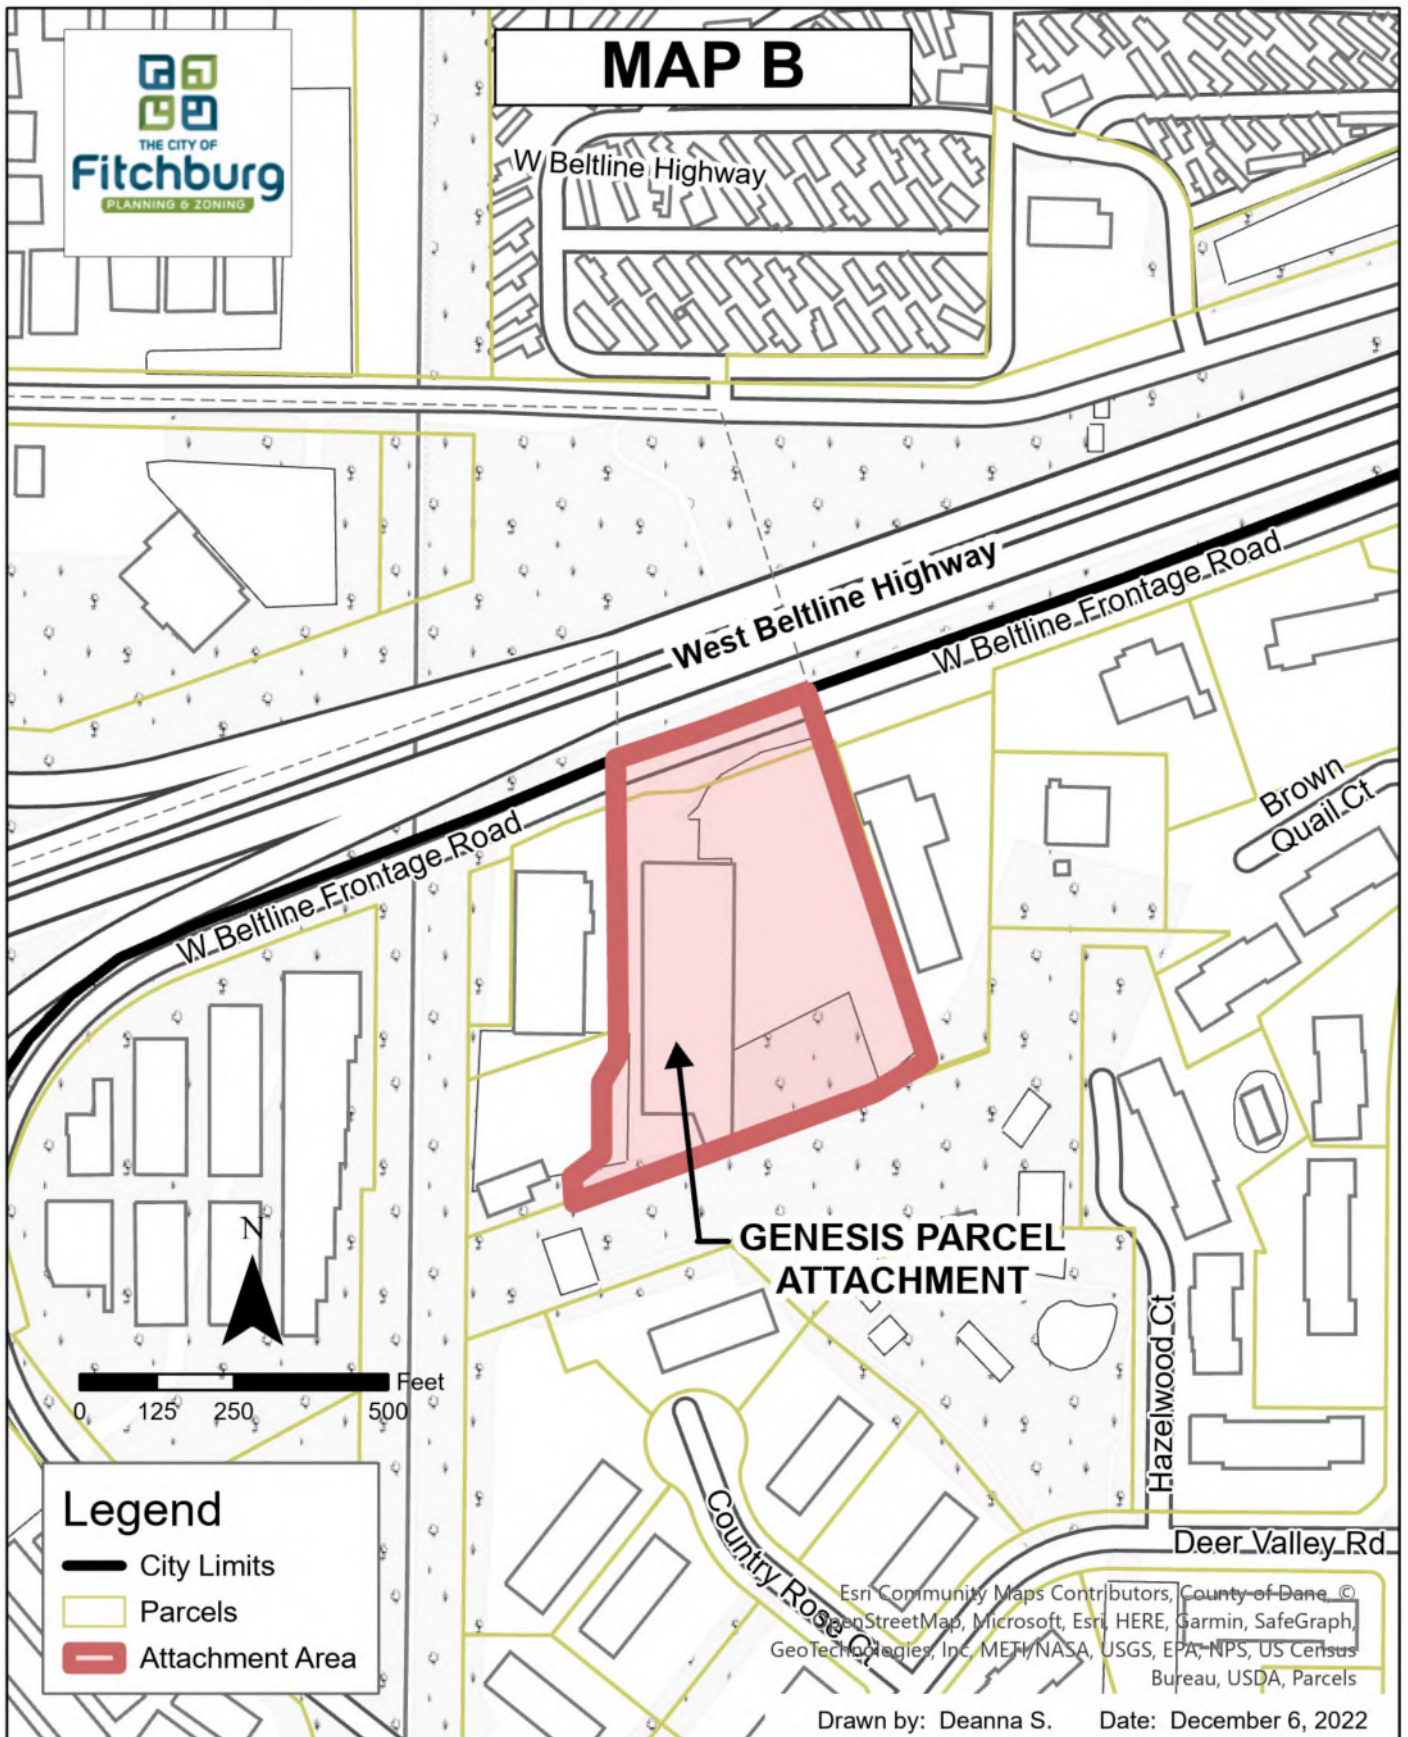 MAP B
THE CITY OF
Fitchburg
PLANNING & ZONING
W Beltline Highway
West Beltline Highway
W Beltline Frontage Road
W Beltline Frontage Road
Brown
Quail Ct
GENESIS PARCEL
ATTACHMENT
N
Feet
0 125 250 500
Hazelwood Ct
Country Rose Ct
Deer Valley Rd
Legend
City Limits
Parcels
Attachment Area
Esri Community Maps Contributors, County of Dane, ©
OpenStreetMap, Microsoft, Esri, HERE, Garmin, SafeGraph,
GeoTechnologies, Inc, METI/NASA, USGS, EPA, NPS, US Census
Bureau, USDA, Parcels
Drawn by: Deanna S. Date: December 6, 2022